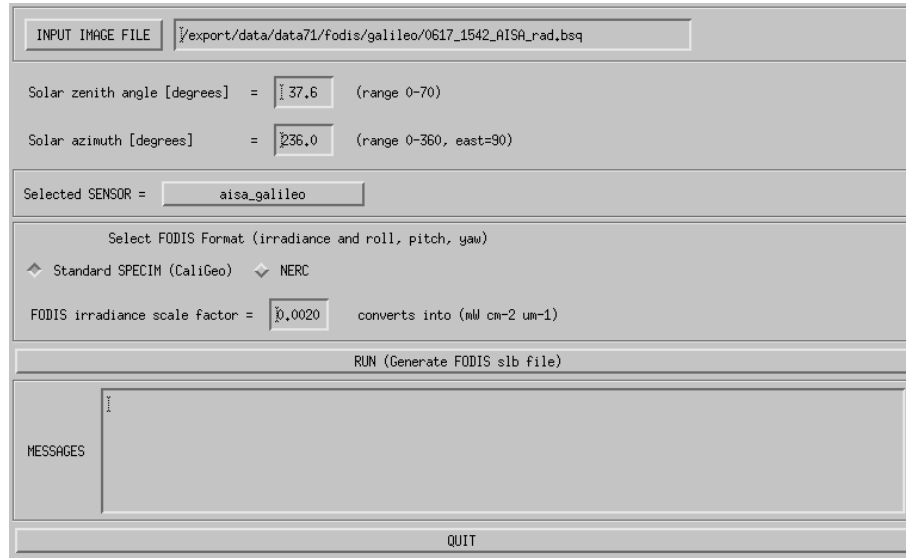 INPUT IMAGE FILE /export/data/data71/fodis/galileo/0617_1542_AISA_rad.bsq
Solar zenith angle [degrees] = 37.6 (range 0-70)
Solar azimuth [degrees] = 236.0 (range 0-360, east=90)
Selected SENSOR = aisa_galileo
Select FODIS Format (irradiance and roll, pitch, yaw)
Standard SPECIM (CaliGeo) NERC
FODIS irradiance scale factor = 0.0020 converts into (mW cm-2 um-1)
RUN (Generate FODIS slb file)
MESSAGES
QUIT